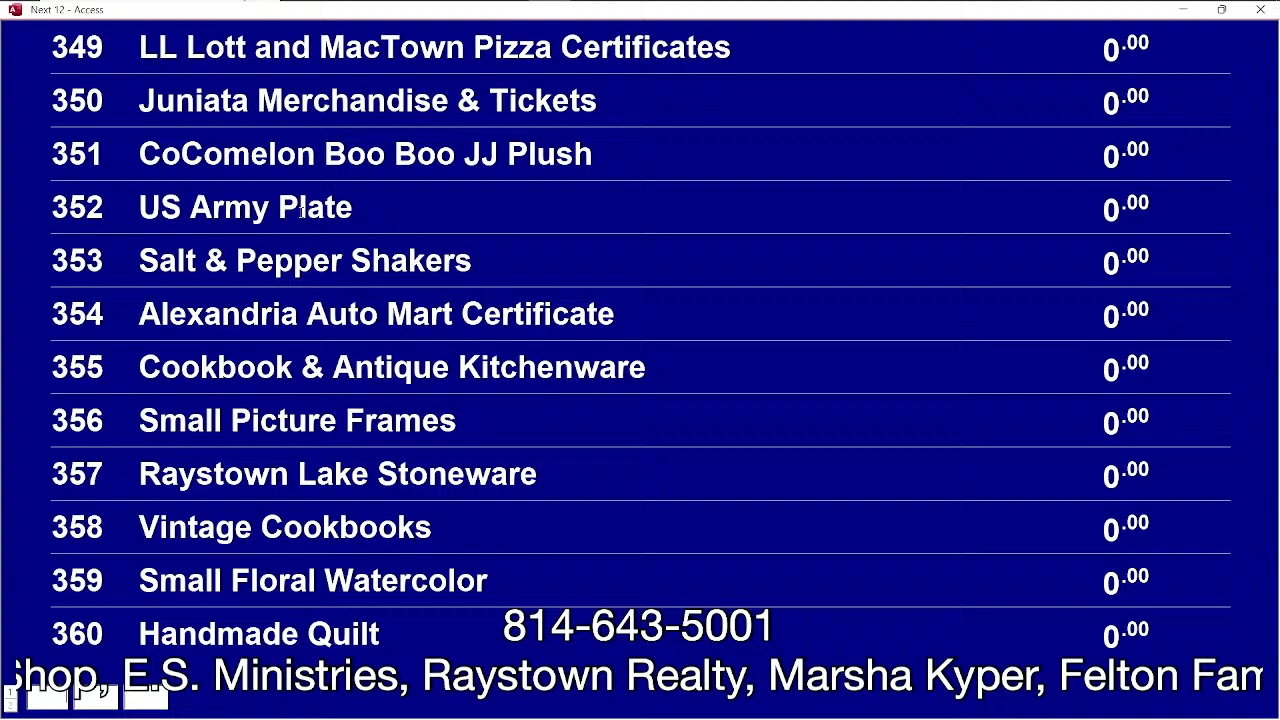 Next 12 - Access
349 LL Lott and MacTown Pizza Certificates 0.00
350 Juniata Merchandise & Tickets 0.00
351 CoComelon Boo Boo JJ Plush 0.00
352 US Army Plate 0.00
353 Salt & Pepper Shakers 0.00
354 Alexandria Auto Mart Certificate 0.00
355 Cookbook & Antique Kitchenware 0.00
356 Small Picture Frames 0.00
357 Raystown Lake Stoneware 0.00
358 Vintage Cookbooks 0.00
359 Small Floral Watercolor 0.00
360 Handmade Quilt 0.00
814-643-5001
Shop, E.S. Ministries, Raystown Realty, Marsha Kyper, Felton Fam